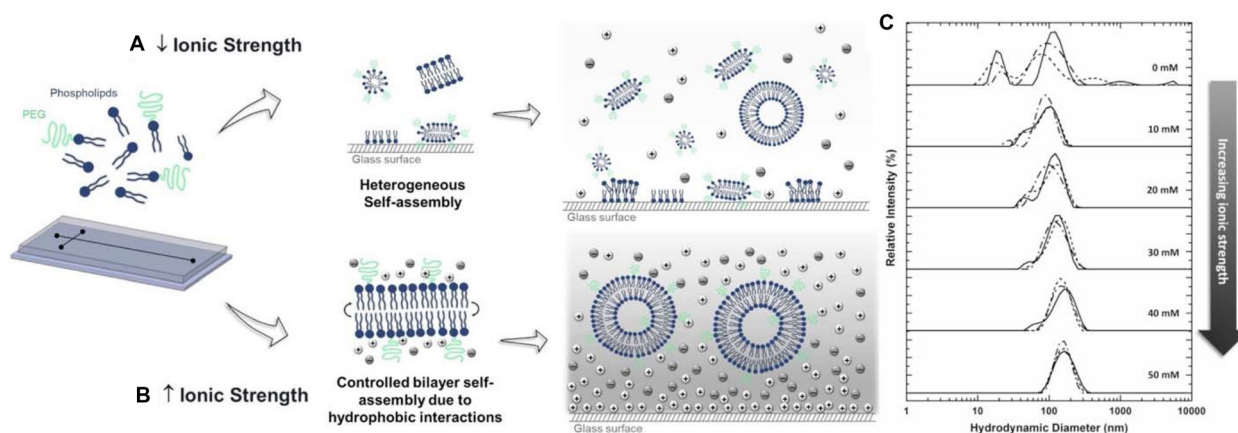 A ↓ Ionic Strength
Phospholipds
PEG
Glass surface
Heterogeneous
Self-assembly
Glass surface
B ↑ Ionic Strength
Controlled bilayer self-
assembly due to
hydrophobic interactions
Glass surface
C
Relative Intensity (%)
0 mM
10 mM
20 mM
30 mM
40 mM
50 mM
1 10 100 1000 10000
Hydrodynamic Diameter (nm)
Increasing ionic strength